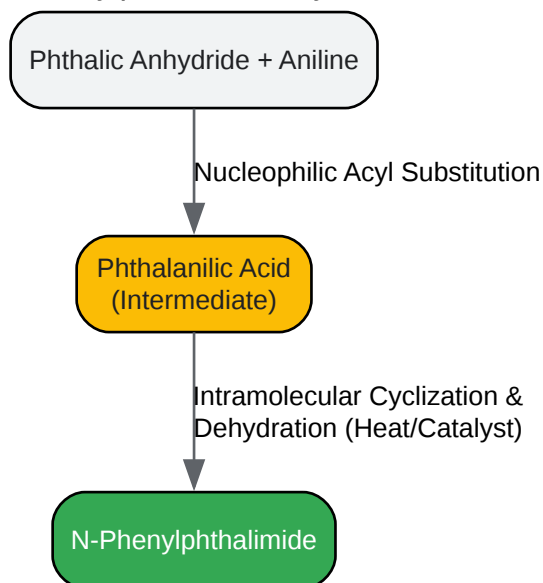 Phthalic Anhydride + Aniline
Nucleophilic Acyl Substitution
Phthalanilic Acid
(Intermediate)
Intramolecular Cyclization &
Dehydration (Heat/Catalyst)
N-Phenylphthalimide